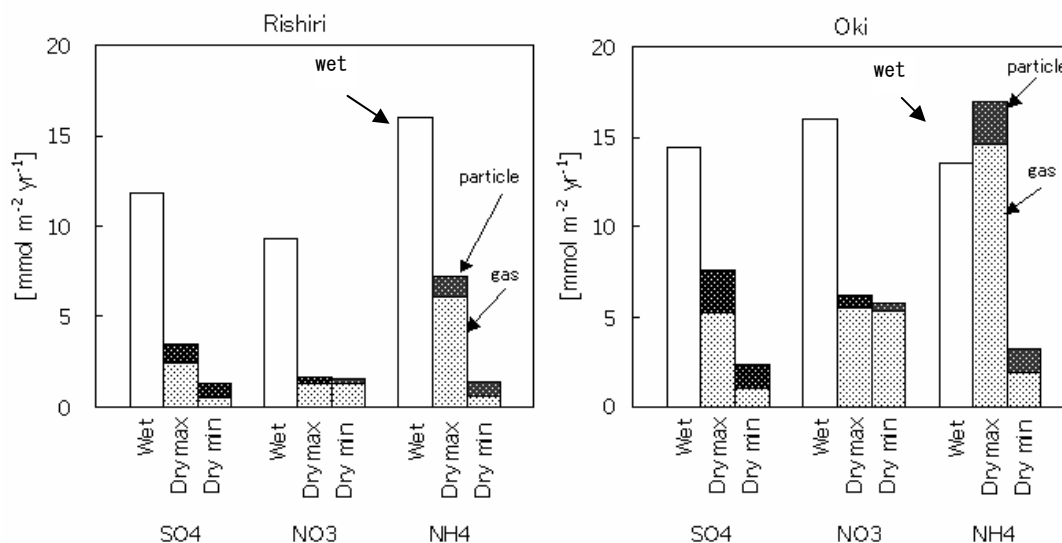 Rishiri
[mmol m-2 yr-1]
20
15
10
5
0
wet
particle
gas
Wet
Dry max
Dry min
Wet
Dry max
Dry min
Wet
Dry max
Dry min
SO4
NO3
NH4
Oki
[mmol m-2 yr-1]
20
15
10
5
0
wet
particle
gas
Wet
Dry max
Dry min
Wet
Dry max
Dry min
Wet
Dry max
Dry min
SO4
NO3
NH4